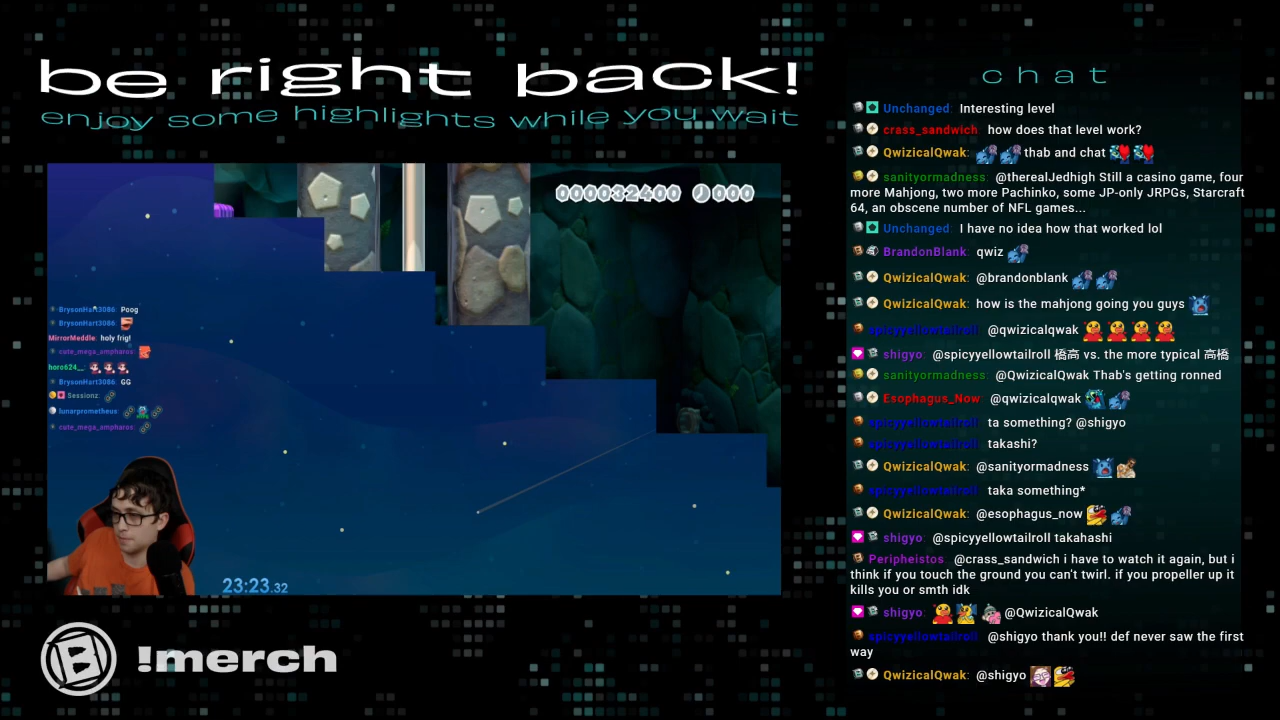 be right back!
enjoy some highlights while you wait
000032400 000
BrysonHart3086: Poog
BrysonHart3086:
MirrorMeddle: holy frig!
cute_mega_ampharos:
horo624__:
BrysonHart3086: GG
Sessionz:
lunarprometheus:
cute_mega_ampharos:
23:23.32
B !merch
chat
Unchanged: Interesting level
crass_sandwich: how does that level work?
QwizicalQwak: thab and chat
sanityormadness: @therealJedhigh Still a casino game, four
more Mahjong, two more Pachinko, some JP-only JRPGs, Starcraft
64, an obscene number of NFL games...
Unchanged: I have no idea how that worked lol
BrandonBlank: qwiz
QwizicalQwak: @brandonblank
QwizicalQwak: how is the mahjong going you guys
spicyyellowtailroll: @qwizicalqwak
shigyo: @spicyyellowtailroll 橋高 vs. the more typical 高橋
sanityormadness: @QwizicalQwak Thab's getting ronned
Esophagus_Now: @qwizicalqwak
spicyyellowtailroll: ta something? @shigyo
spicyyellowtailroll: takashi?
QwizicalQwak: @sanityormadness
spicyyellowtailroll: taka something*
QwizicalQwak: @esophagus_now
shigyo: @spicyyellowtailroll takahashi
Peripheistos: @crass_sandwich i have to watch it again, but i
think if you touch the ground you can't twirl. if you propeller up it
kills you or smth idk
shigyo: @QwizicalQwak
spicyyellowtailroll: @shigyo thank you!! def never saw the first
way
QwizicalQwak: @shigyo